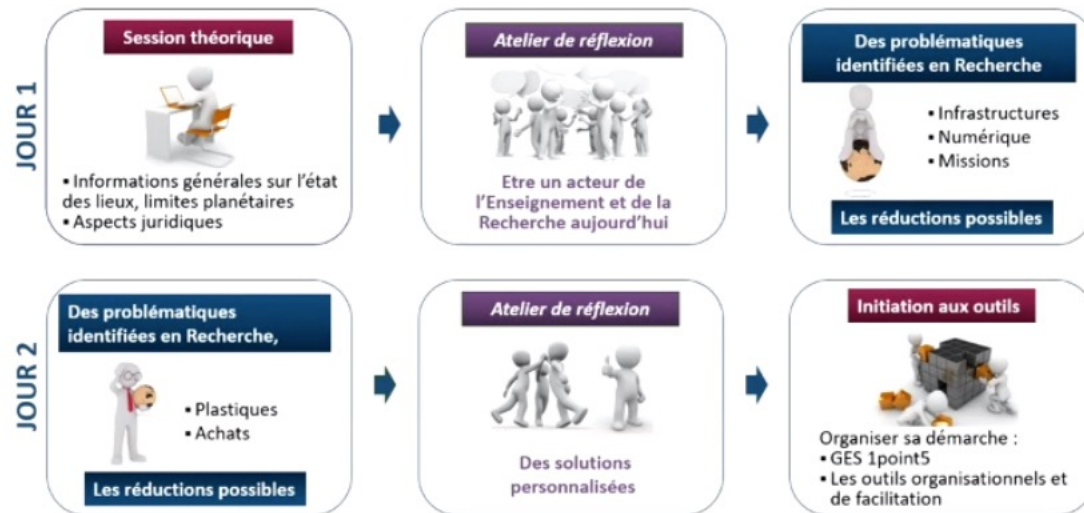 JOUR 1
Session théorique
▪ Informations générales sur l'état
des lieux, limites planétaires
▪ Aspects juridiques
Atelier de réflexion
Etre un acteur de
l'Enseignement et de la
Recherche aujourd'hui
Des problématiques
identifiées en Recherche
▪ Infrastructures
▪ Numérique
▪ Missions
Les réductions possibles
JOUR 2
Des problématiques
identifiées en Recherche,
▪ Plastiques
▪ Achats
Les réductions possibles
Atelier de réflexion
Des solutions
personnalisées
Initiation aux outils
Organiser sa démarche :
▪ GES 1point5
▪ Les outils organisationnels et
de facilitation